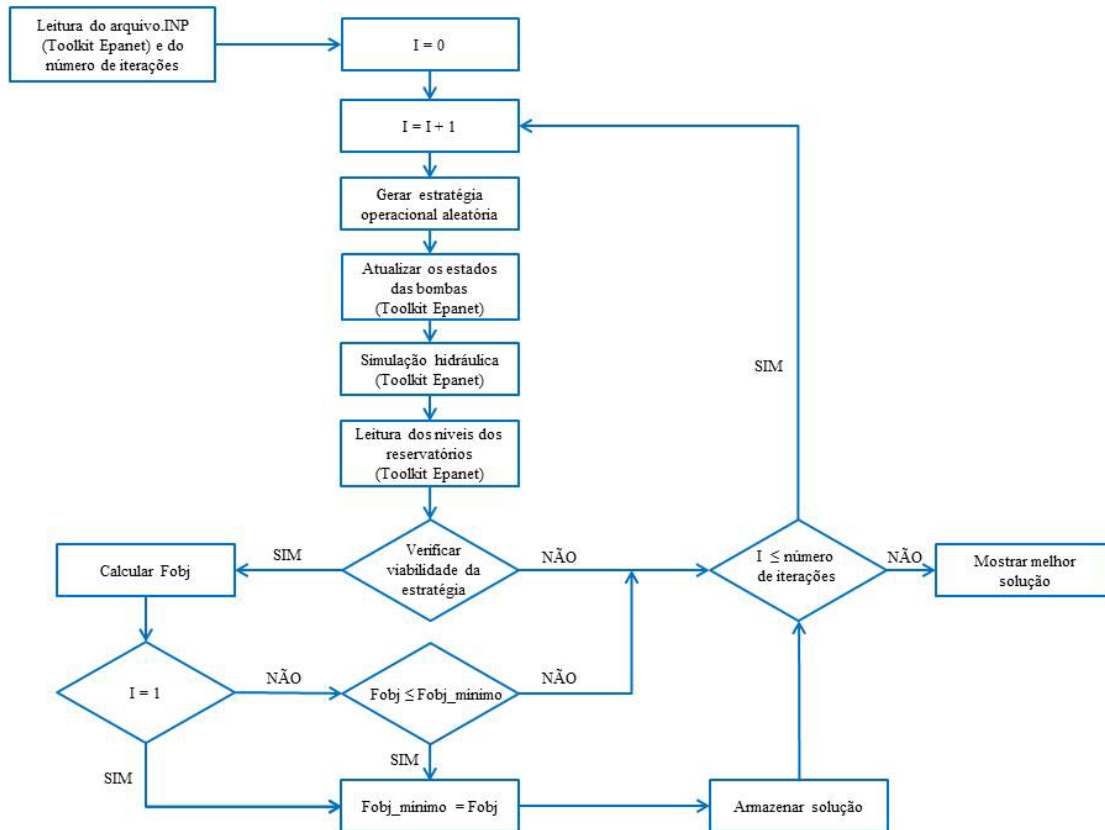 Leitura do arquivo.INP
(Toolkit Epanet) e do
número de iterações
I = 0
I = I + 1
Gerar estratégia
operacional aleatória
Atualizar os estados
das bombas
(Toolkit Epanet)
Simulação hidráulica
(Toolkit Epanet)
SIM
Leitura dos níveis dos
reservatórios
(Toolkit Epanet)
Calcular Fobj
SIM
Verificar
viabilidade da
estratégia
NÃO
I ≤ número
de iterações
NÃO
Mostrar melhor
solução
I = 1
NÃO
Fobj ≤ Fobj_mínimo
NÃO
SIM
SIM
Fobj_mínimo = Fobj
Armazenar solução